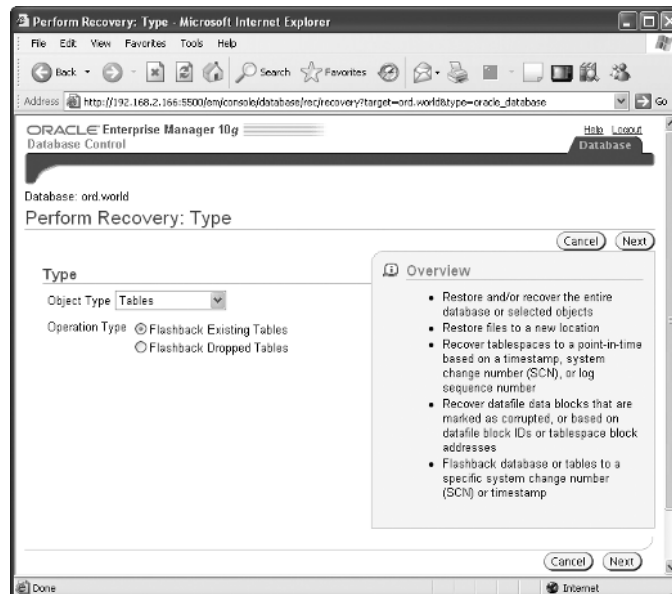 Perform Recovery: Type - Microsoft Internet Explorer
File Edit View Favorites Tools Help
Back Search Favorites
Address http://192.168.2.166:5500/em/console/database/rec/recovery?target=ord.world&type=oracle_database Go
ORACLE Enterprise Manager 10g
Database Control
Help Logout
Database
Database: ord.world
Perform Recovery: Type
Cancel Next
Type
Object Type Tables
Operation Type Flashback Existing Tables
Flashback Dropped Tables
Overview
• Restore and/or recover the entire
database or selected objects
• Restore files to a new location
• Recover tablespaces to a point-in-time
based on a timestamp, system
change number (SCN), or log
sequence number
• Recover datafile data blocks that are
marked as corrupted, or based on
datafile block IDs or tablespace block
addresses
• Flashback database or tables to a
specific system change number
(SCN) or timestamp
Cancel Next
Done Internet